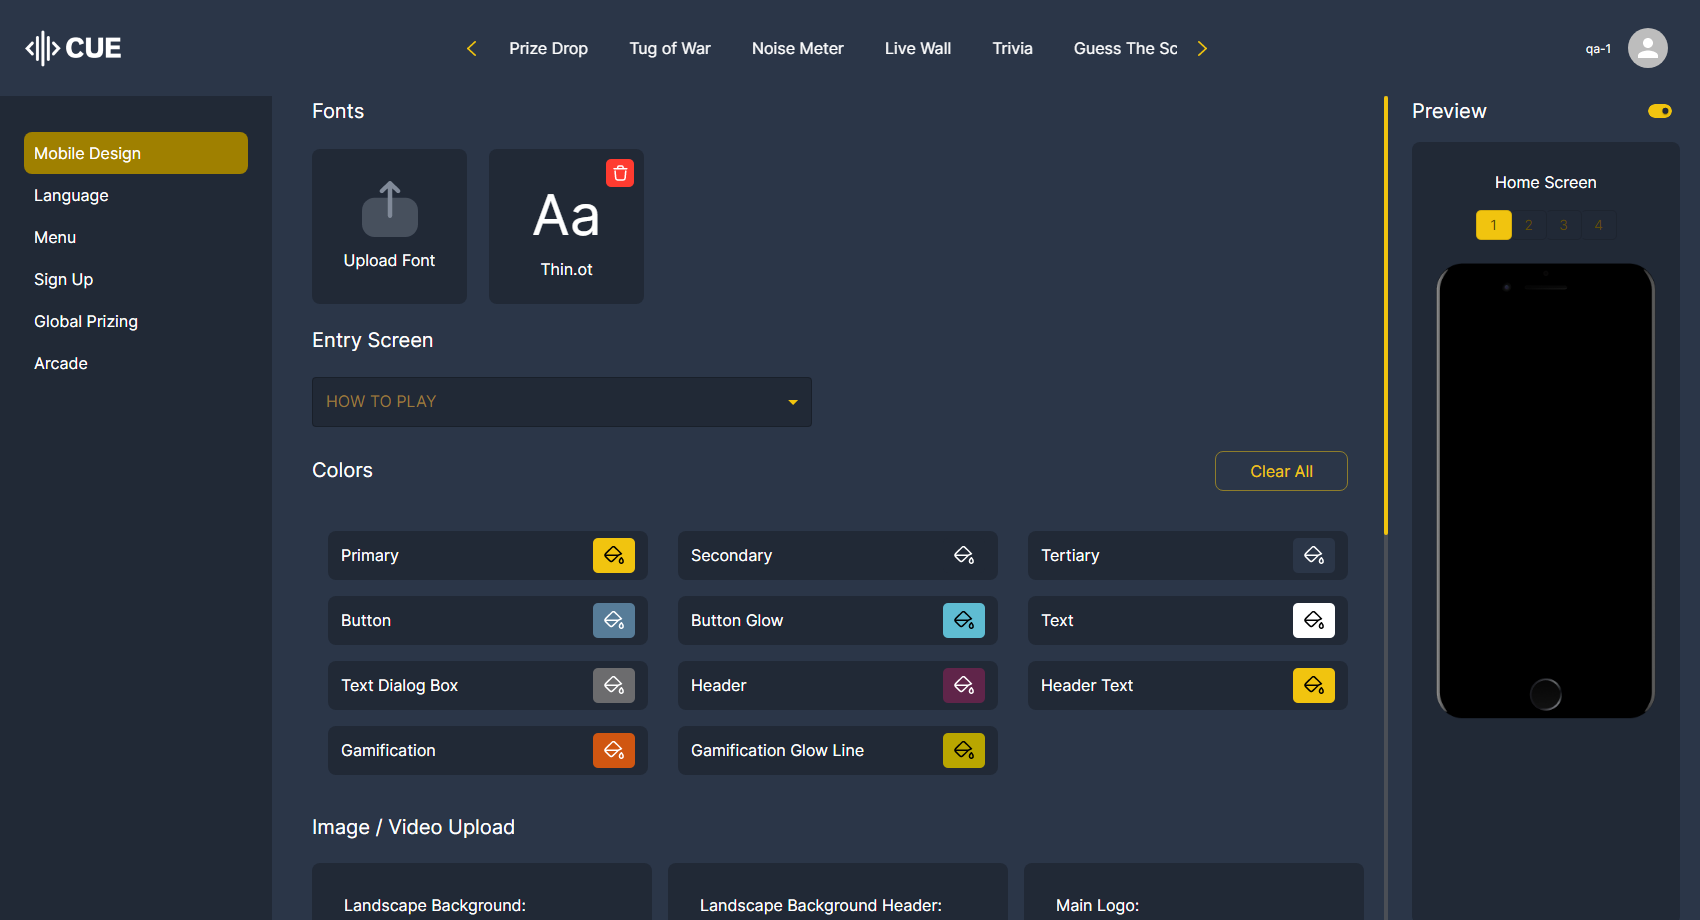 CUE
Prize Drop
Tug of War
Noise Meter
Live Wall
Trivia
Guess The Sc
qa-1
Mobile Design
Language
Menu
Sign Up
Global Prizing
Arcade
Fonts
Upload Font
Aa
Thin.ot
Entry Screen
HOW TO PLAY
Colors
Clear All
Primary
Secondary
Tertiary
Button
Button Glow
Text
Text Dialog Box
Header
Header Text
Gamification
Gamification Glow Line
Image / Video Upload
Landscape Background:
Landscape Background Header:
Main Logo:
Preview
Home Screen
1 2 3 4